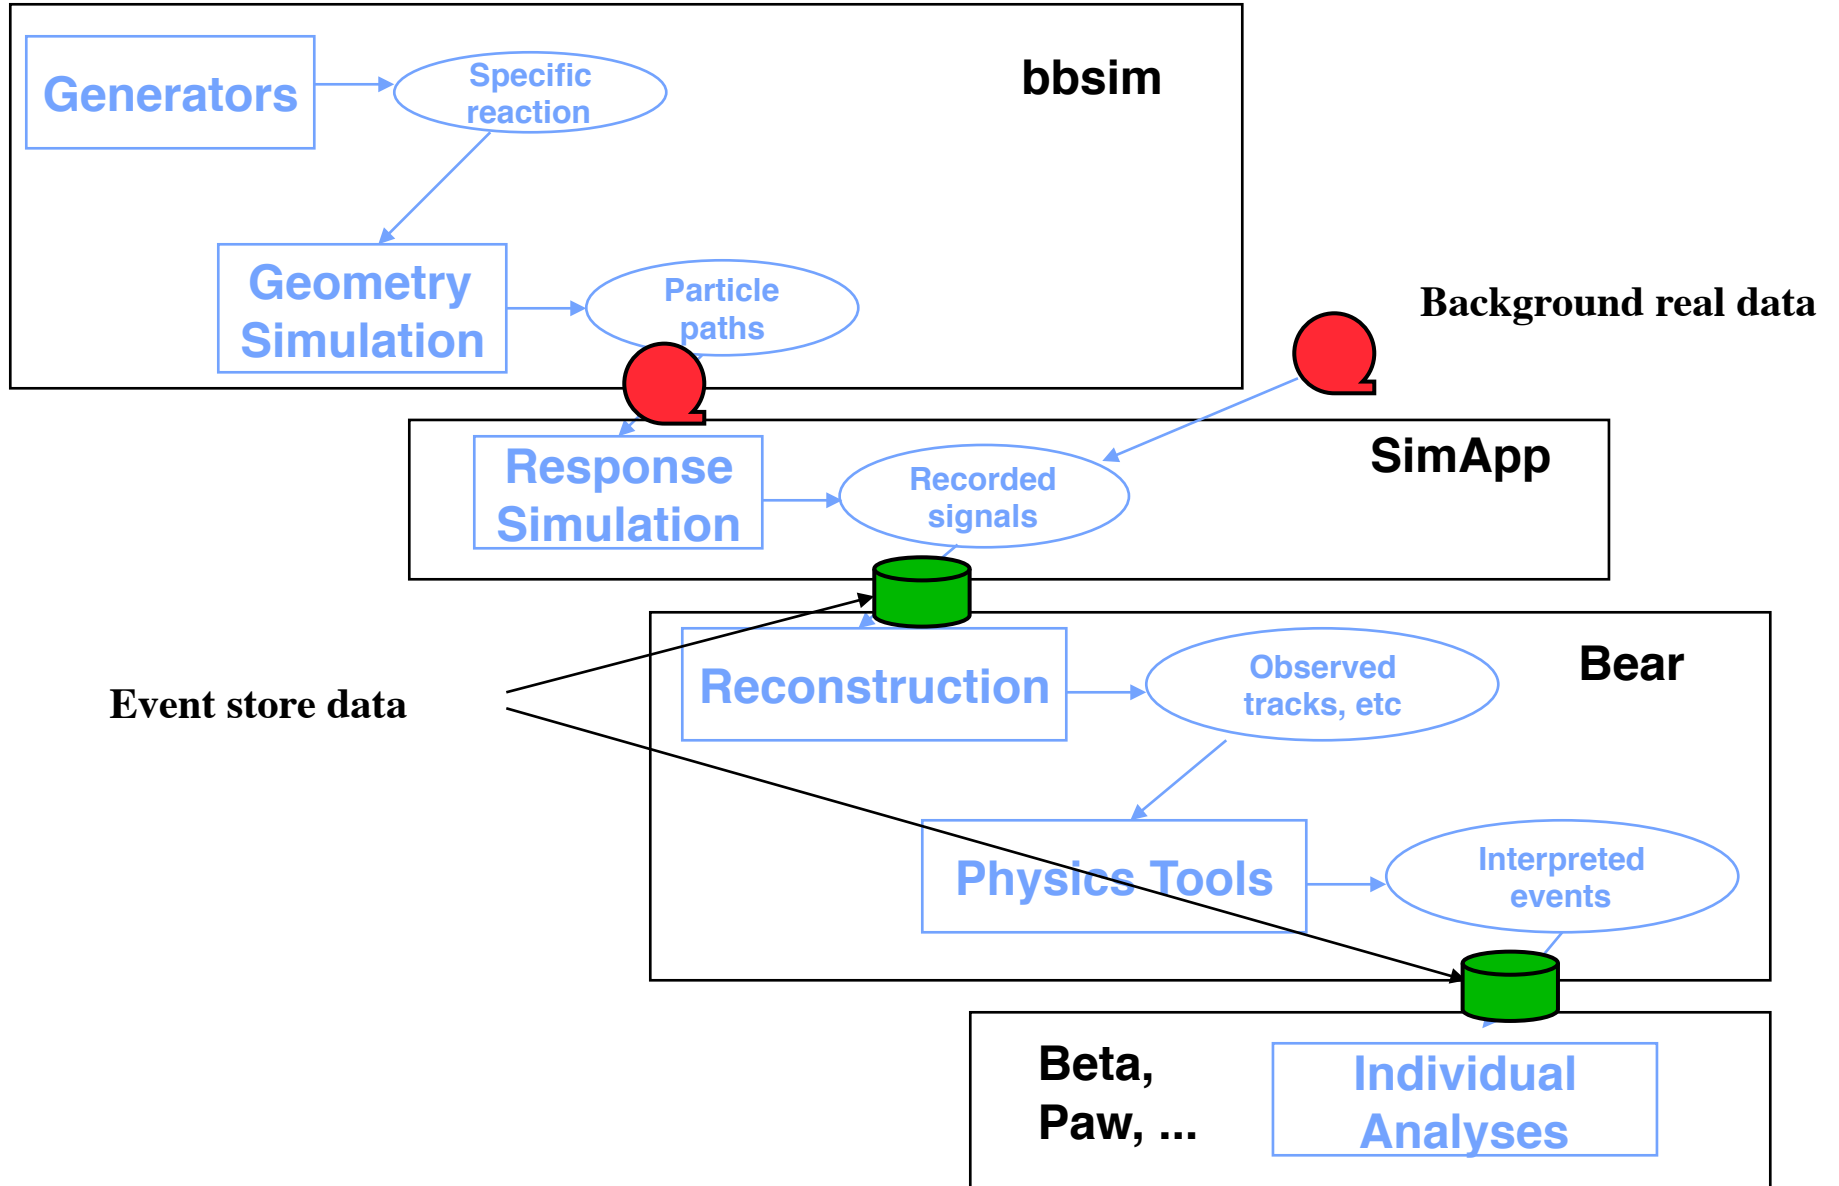 bbsim
Generators
Specific
reaction
Geometry
Simulation
Particle
paths
Background real data
SimApp
Response
Simulation
Recorded
signals
Bear
Reconstruction
Observed
tracks, etc
Event store data
Physics Tools
Interpreted
events
Beta,
Paw, ...
Individual
Analyses